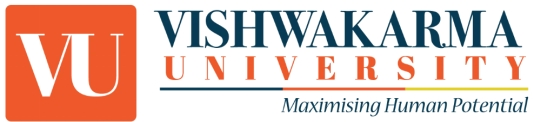 VU
VISHWAKARMA
UNIVERSITY
Maximising Human Potential